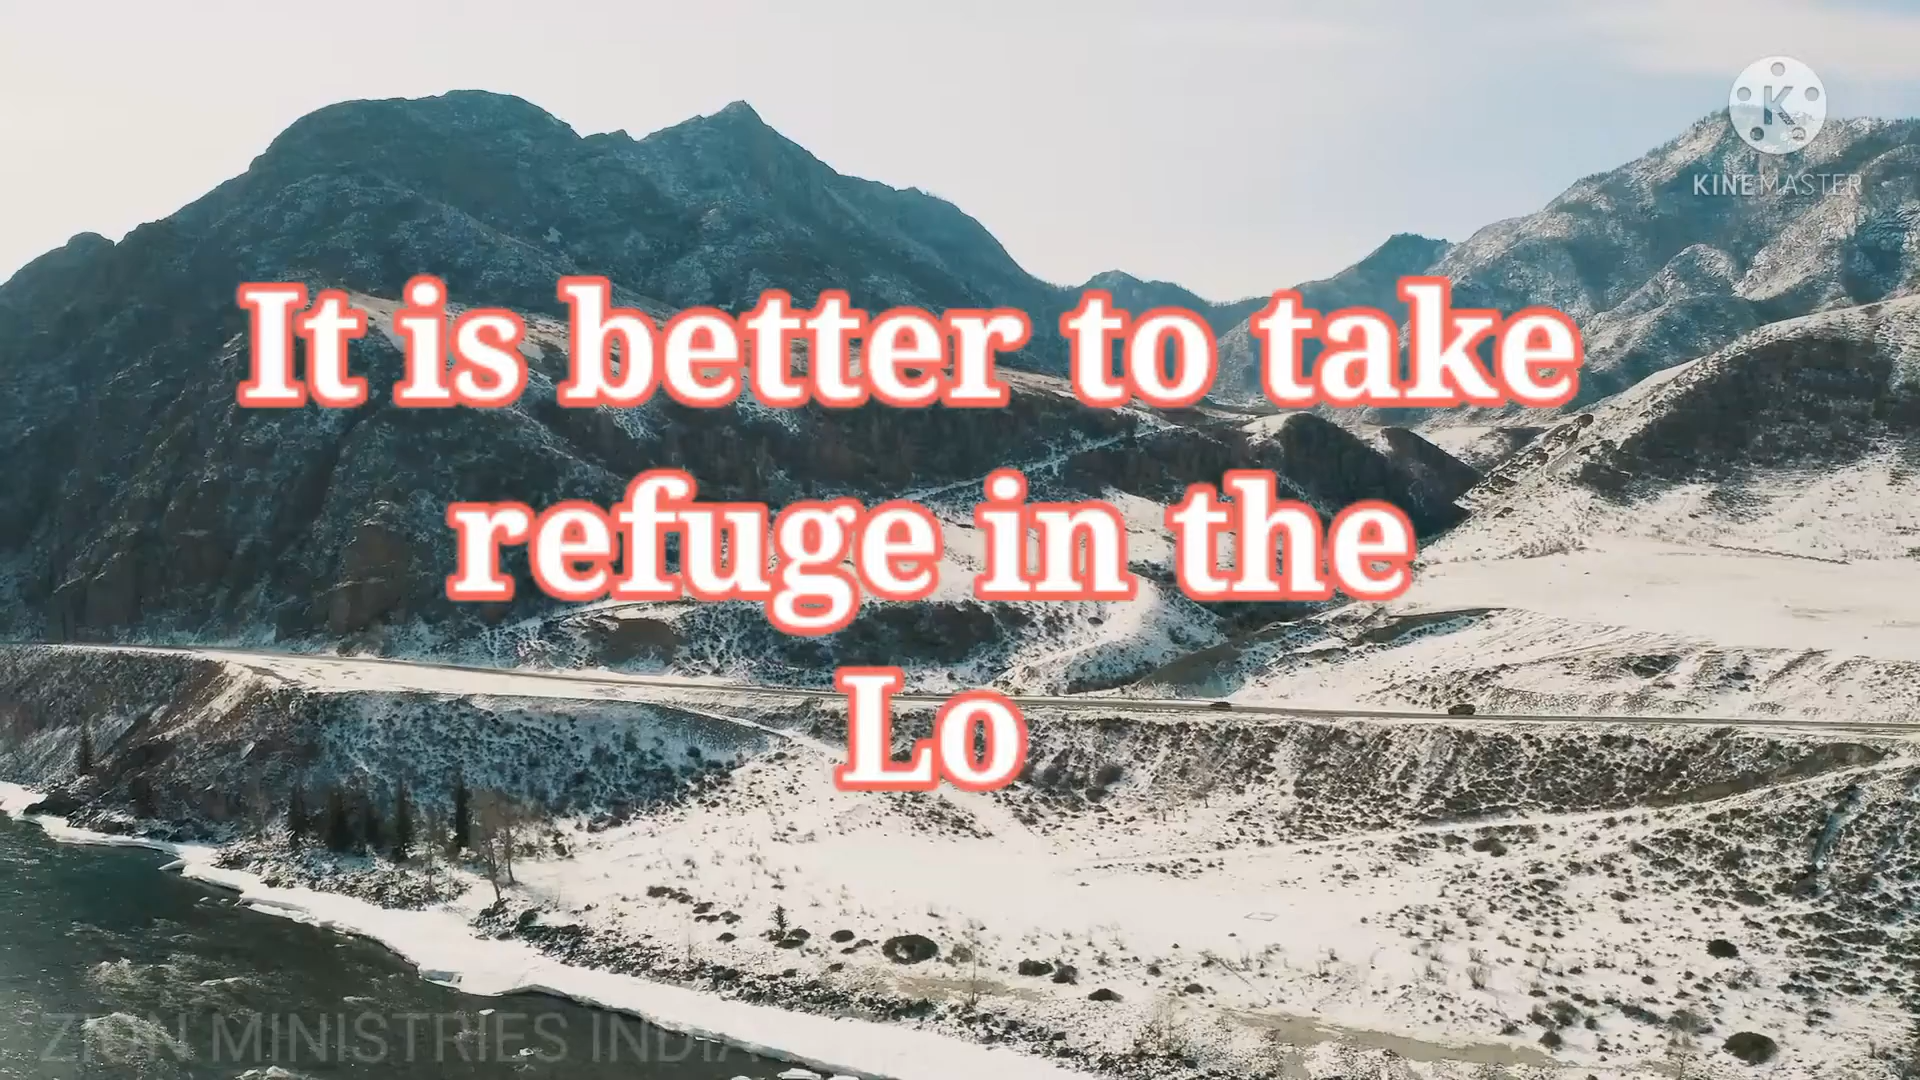 KINEMASTER
It is better to take
refuge in the
Lo
ZION MINISTRIES INDIA